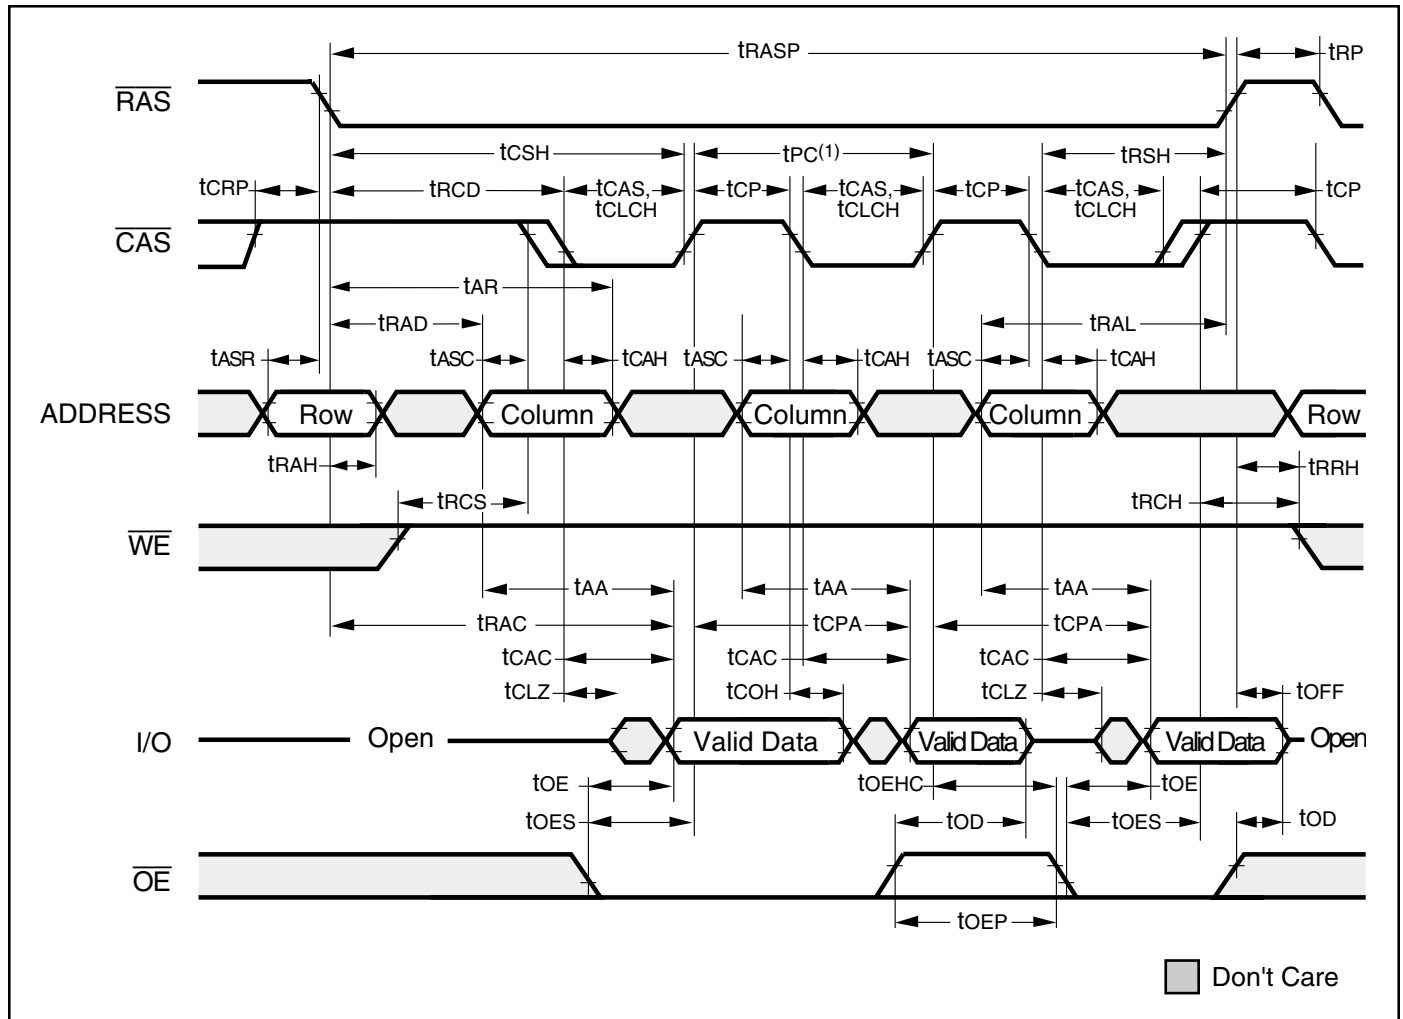 tRASP tRP
RAS
tCSH tPC(1) tRSH
tCRP tRCD tCAS, tCP tCAS, tCP tCAS, tCP
tCLCH tCLCH tCLCH
CAS
tAR
tRAD tRAL
tASR tASC tCAH tASC tCAH tASC tCAH
ADDRESS Row Column Column Column Row
tRAH tRRH
tRCS tRCH
WE
tAA tAA tAA
tRAC tCPA tCPA
tCAC tCAC tCAC
tCLZ tCOH tCLZ tOFF
I/O Open Valid Data Valid Data Valid Data Open
tOE tOEHC tOE
tOES tOD tOES tOD
OE
tOEP
Don't Care